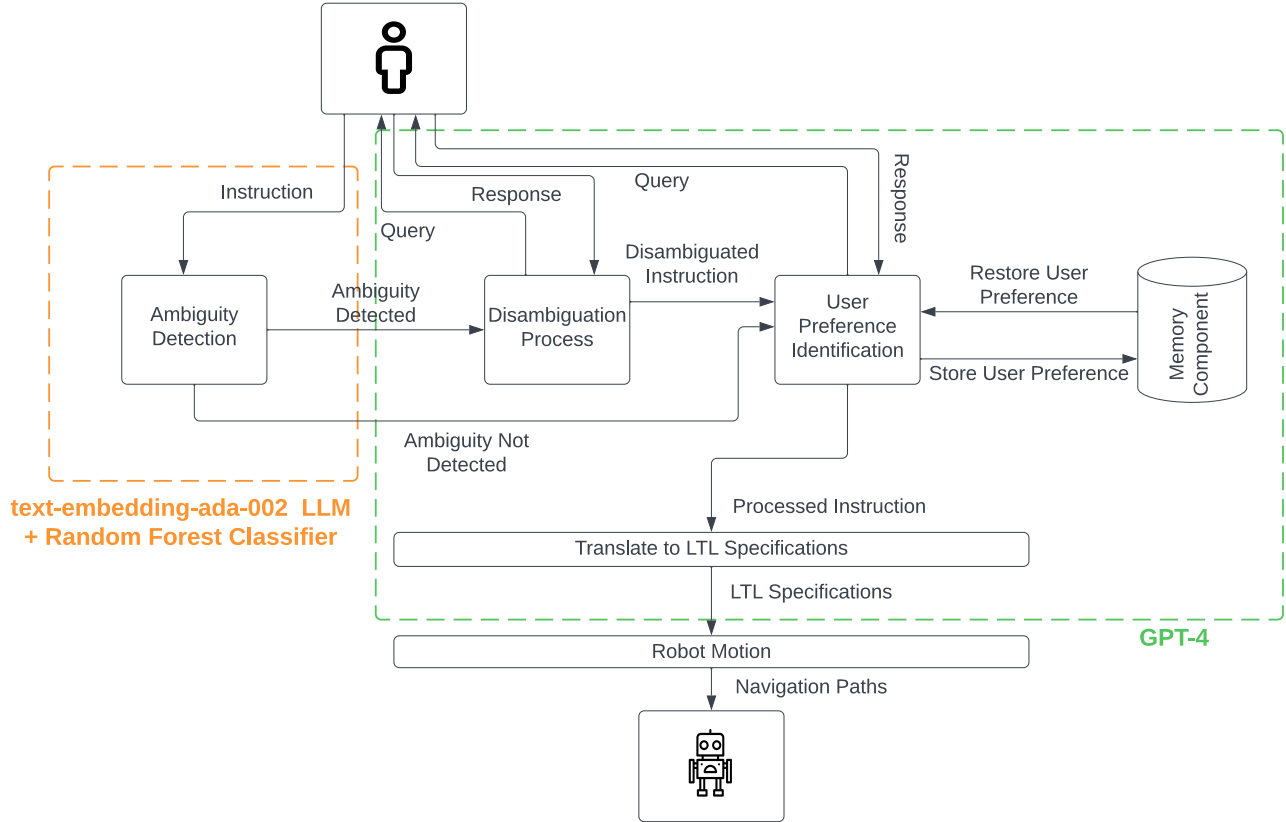 Instruction
Response
Query
Query
Response
Ambiguity
Detection
Ambiguity
Detected
Disambiguation
Process
Disambiguated
Instruction
User
Preference
Identification
Restore User
Preference
Store User Preference
Memory
Component
Ambiguity Not
Detected
text-embedding-ada-002 LLM
+ Random Forest Classifier
Processed Instruction
Translate to LTL Specifications
LTL Specifications
GPT-4
Robot Motion
Navigation Paths